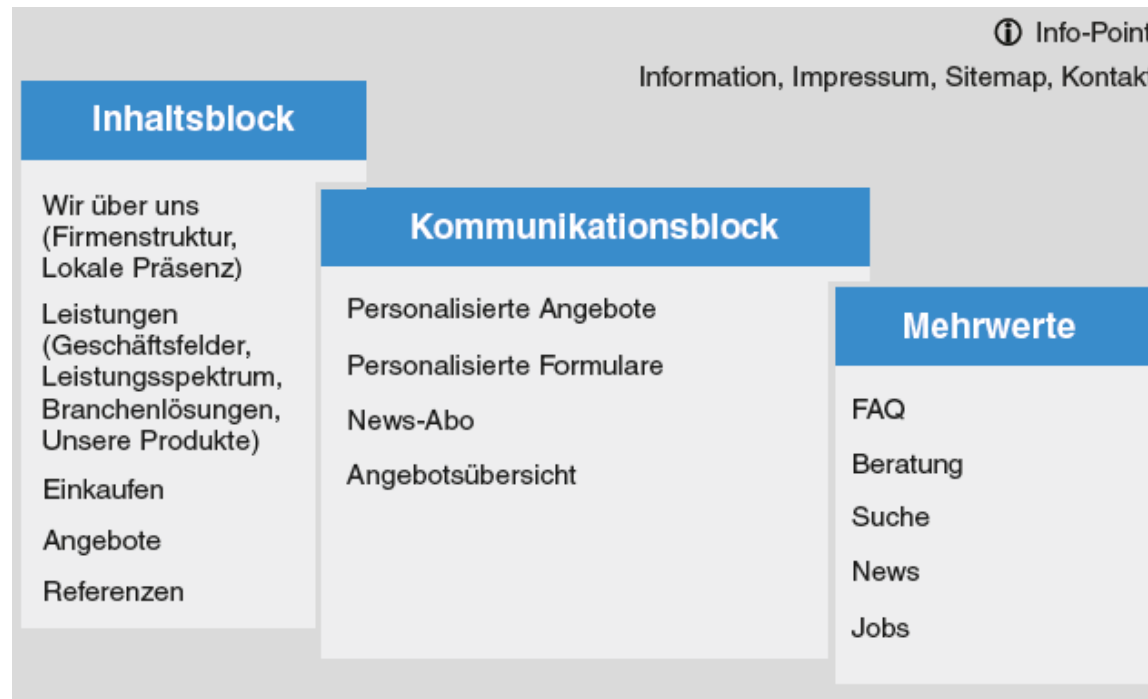 Info-Point
Information, Impressum, Sitemap, Kontakt
Inhaltsblock
Wir über uns
(Firmenstruktur,
Lokale Präsenz)
Leistungen
(Geschäftsfelder,
Leistungsspektrum,
Branchenlösungen,
Unsere Produkte)
Einkaufen
Angebote
Referenzen
Kommunikationsblock
Personalisierte Angebote
Personalisierte Formulare
News-Abo
Angebotsübersicht
Mehrwerte
FAQ
Beratung
Suche
News
Jobs